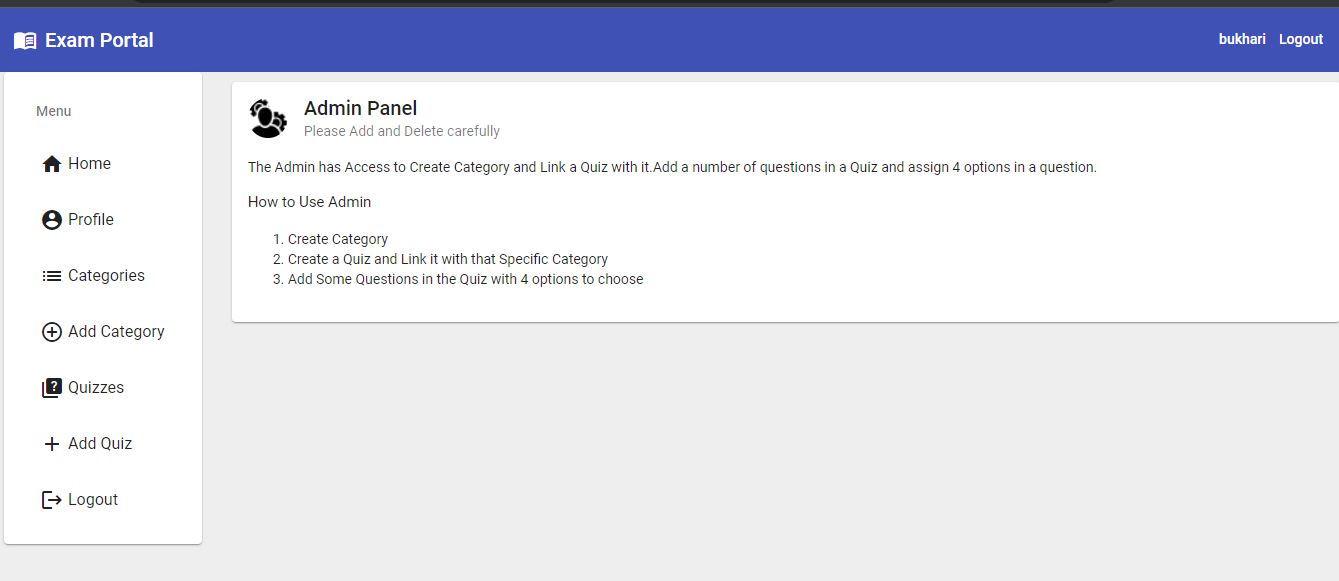 Exam Portal
bukhari Logout
Menu
Home
Profile
Categories
Add Category
Quizzes
Add Quiz
Logout
Admin Panel
Please Add and Delete carefully
The Admin has Access to Create Category and Link a Quiz with it.Add a number of questions in a Quiz and assign 4 options in a question.
How to Use Admin
1. Create Category
2. Create a Quiz and Link it with that Specific Category
3. Add Some Questions in the Quiz with 4 options to choose